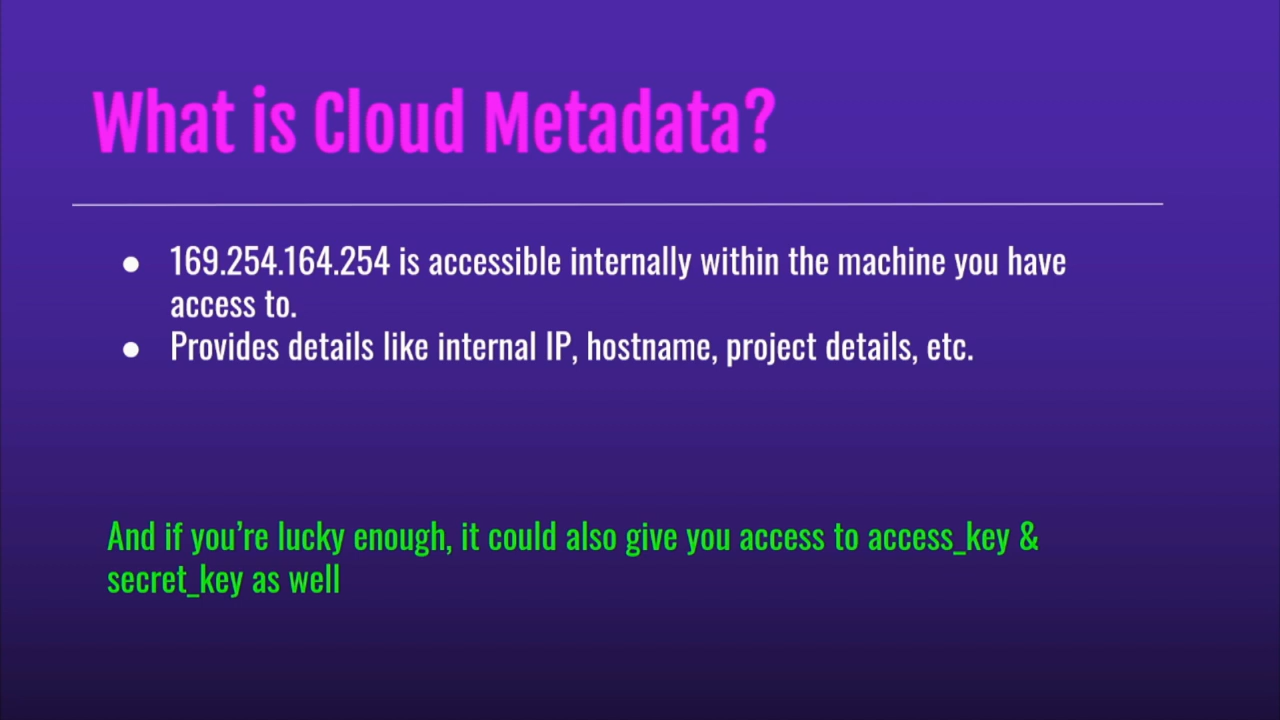 What is Cloud Metadata?
● 169.254.164.254 is accessible internally within the machine you have
access to.
● Provides details like internal IP, hostname, project details, etc.
And if you're lucky enough, it could also give you access to access_key &
secret_key as well